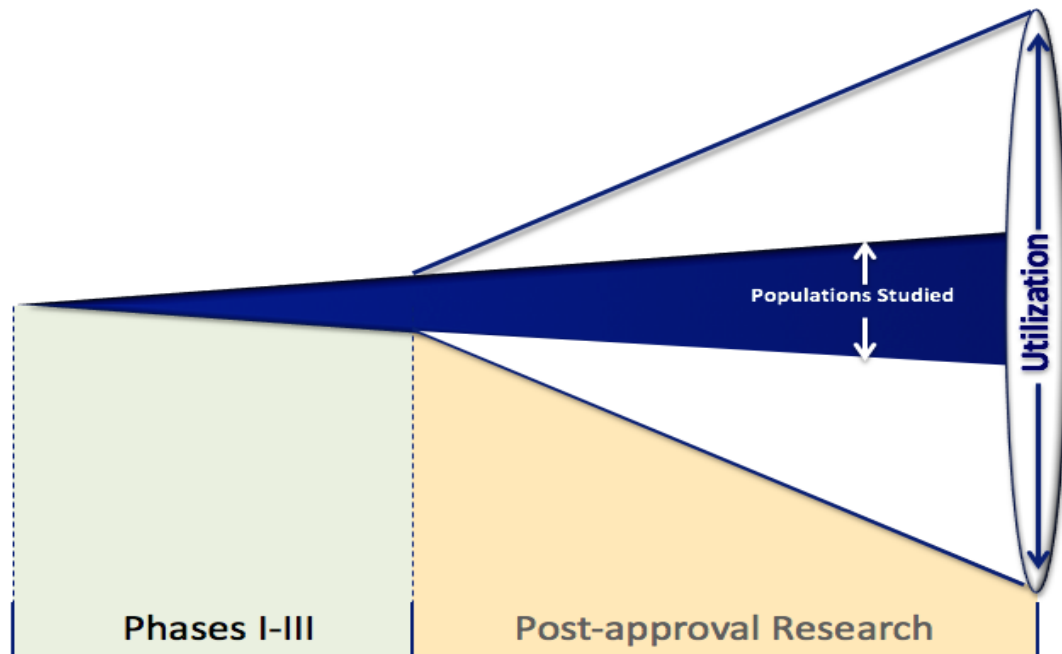 Populations Studied
Utilization
Phases I-III
Post-approval Research